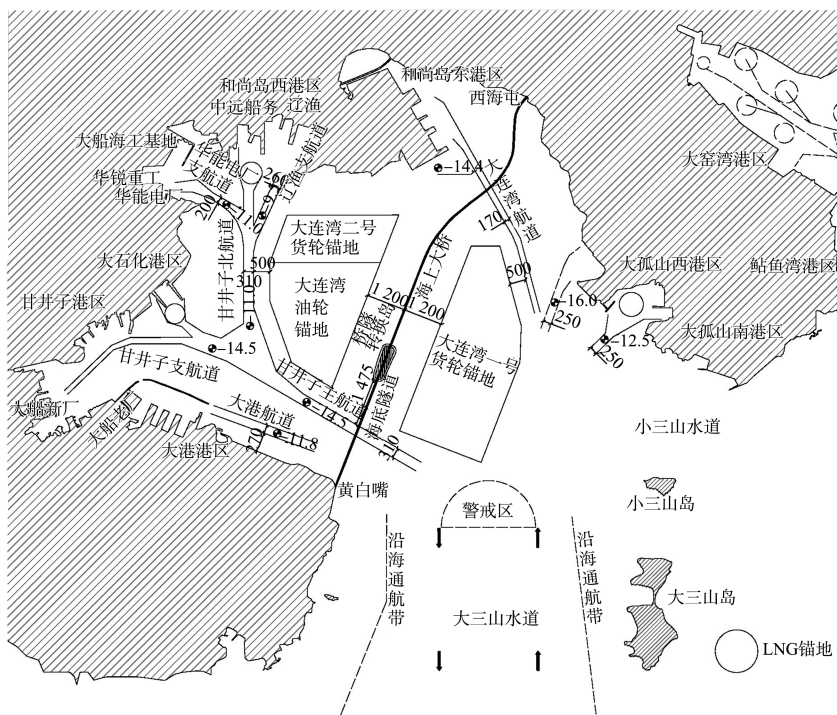 和尚岛西港区
中远船务
辽渔
和尚岛东港区
西海屯
大船海工基地
华能电厂
支航道
260
辽渔支航道
华锐重工
华能电厂
200
-11.0
-9
-14.4
大连湾航道
大窑湾港区
170
大连湾二号
货轮锚地
大石化港区
甘井子北航道
500
310
大连湾
油轮
锚地
1 200
1 200
海上大桥
500
大孤山西港区
鲇鱼湾港区
-16.0
250
甘井子港区
-14.5
桥隧
转换岛
大连湾一号
货轮锚地
-12.5
250
大孤山南港区
甘井子支航道
甘井子主航道
1 475
-14.5
海底隧道
310
大船新厂
大船老厂
大港航道
270
-11.8
大港港区
小三山水道
黄白嘴
警戒区
小三山岛
沿海通航带
沿海通航带
大三山水道
大三山岛
LNG锚地